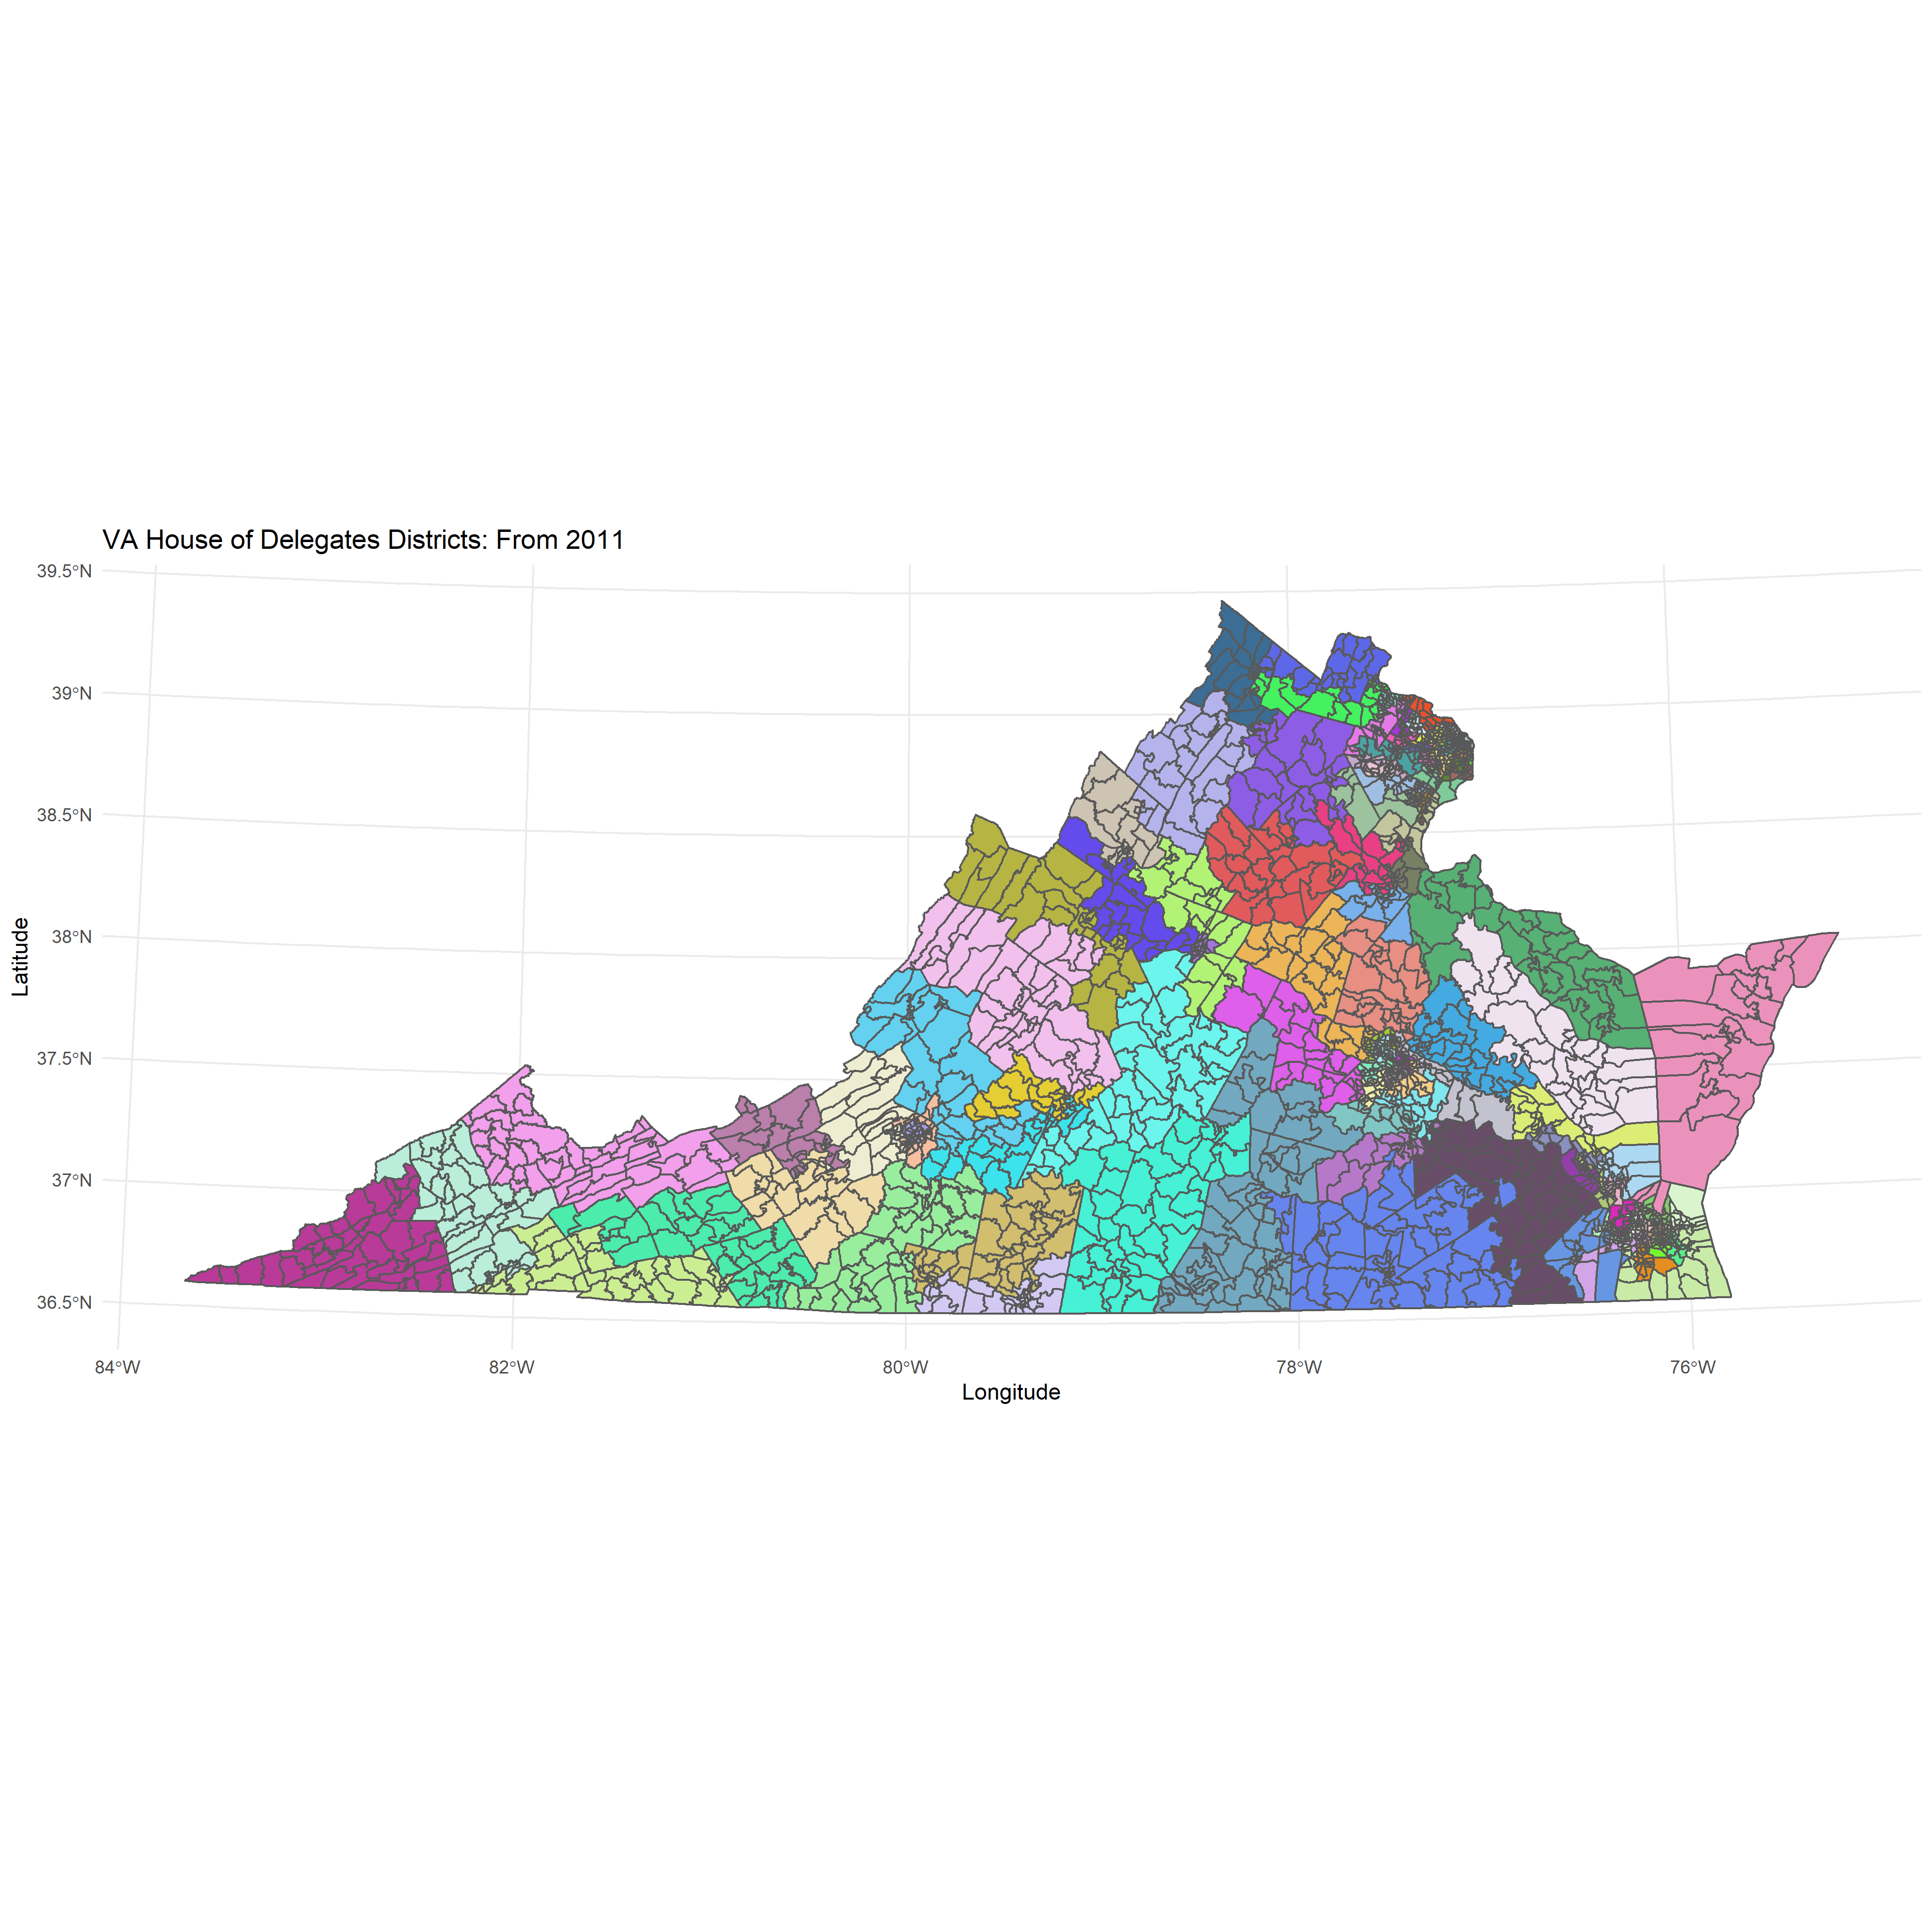 VA House of Delegates Districts: From 2011
39.5°N
39°N
38.5°N
38°N
37.5°N
37°N
36.5°N
Latitude
84°W 82°W 80°W 78°W 76°W
Longitude